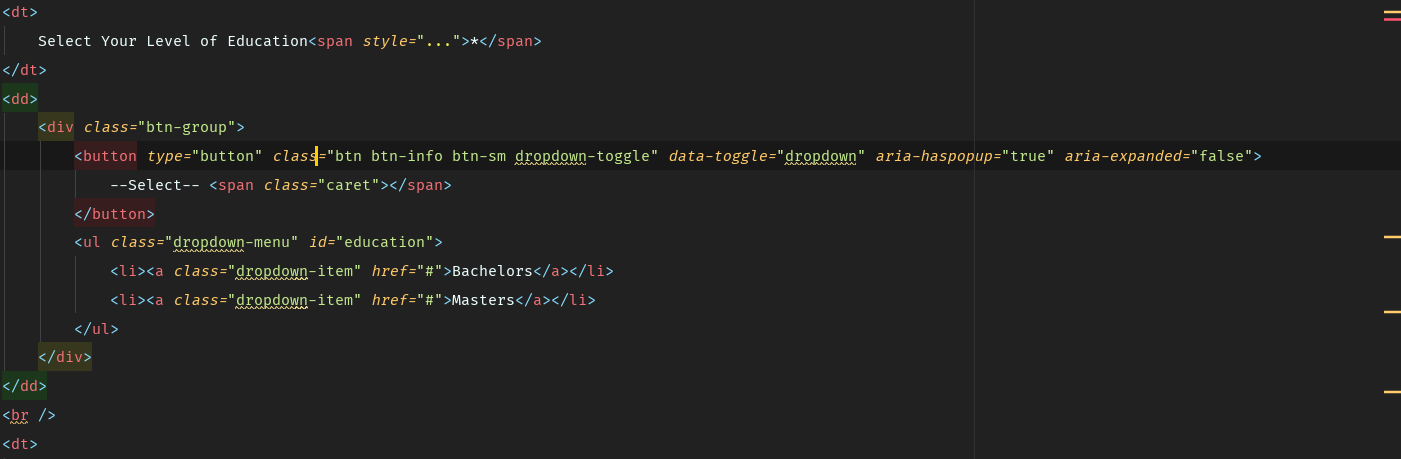 <dt>
    Select Your Level of Education<span style="...">*</span>
</dt>
<dd>
    <div class="btn-group">
        <button type="button" class="btn btn-info btn-sm dropdown-toggle" data-toggle="dropdown" aria-haspopup="true" aria-expanded="false">
            --Select-- <span class="caret"></span>
        </button>
        <ul class="dropdown-menu" id="education">
            <li><a class="dropdown-item" href="#">Bachelors</a></li>
            <li><a class="dropdown-item" href="#">Masters</a></li>
        </ul>
    </div>
</dd>
<br />
<dt>